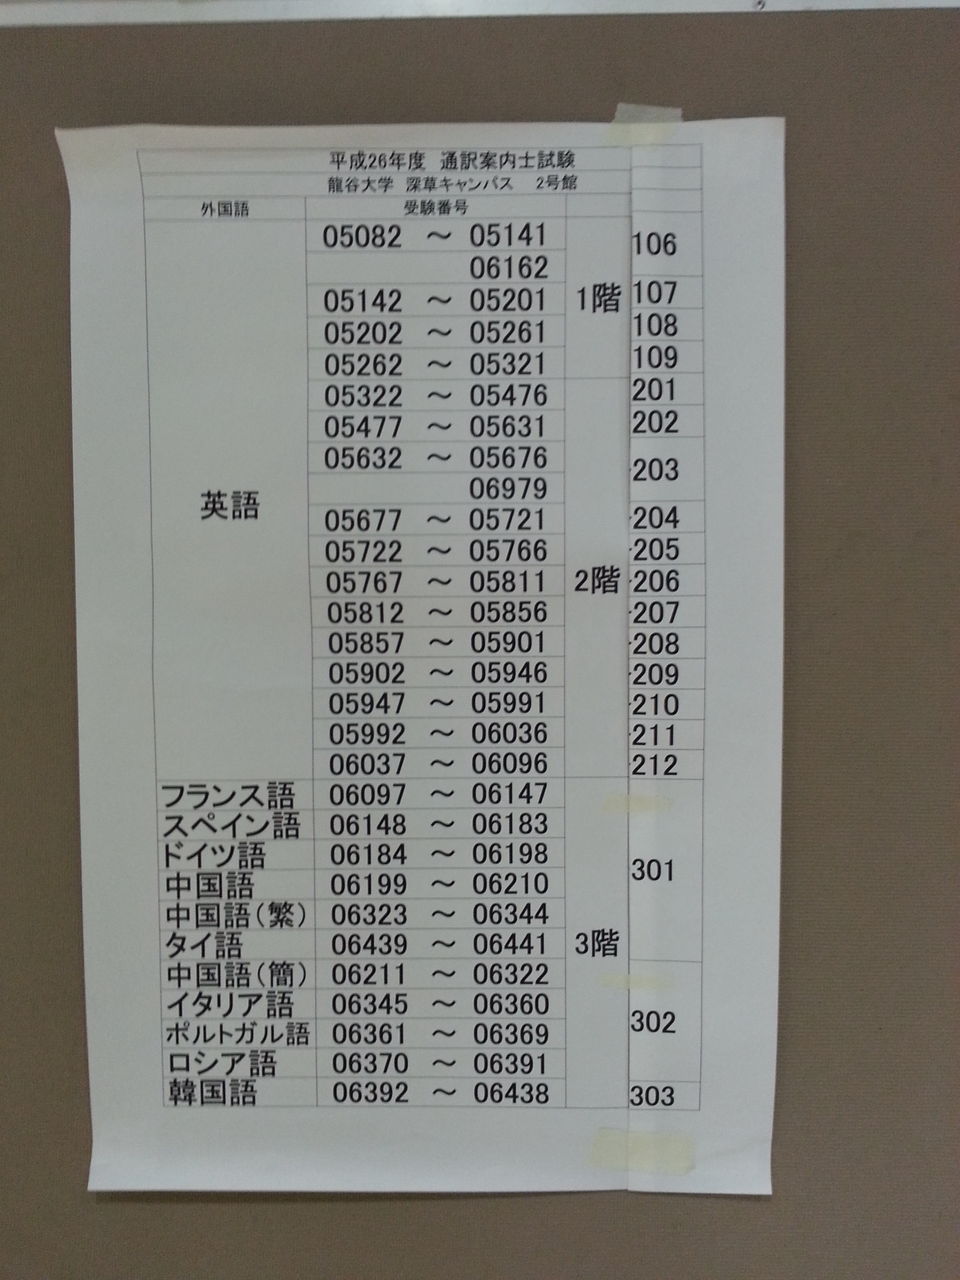 平成26年度 通訳案内士試験
龍谷大学 深草キャンパス 2号館
外国語 受験番号
05082 ～ 05141 106
06162
05142 ～ 05201 1階 107
05202 ～ 05261 108
05262 ～ 05321 109
05322 ～ 05476 201
05477 ～ 05631 202
05632 ～ 05676 203
06979
英語
05677 ～ 05721 204
05722 ～ 05766 205
05767 ～ 05811 2階 206
05812 ～ 05856 207
05857 ～ 05901 208
05902 ～ 05946 209
05947 ～ 05991 210
05992 ～ 06036 211
06037 ～ 06096 212
フランス語 06097 ～ 06147
スペイン語 06148 ～ 06183
ドイツ語 06184 ～ 06198 301
中国語 06199 ～ 06210
中国語(繁) 06323 ～ 06344
タイ語 06439 ～ 06441 3階
中国語(簡) 06211 ～ 06322
イタリア語 06345 ～ 06360
ポルトガル語 06361 ～ 06369 302
ロシア語 06370 ～ 06391
韓国語 06392 ～ 06438 303